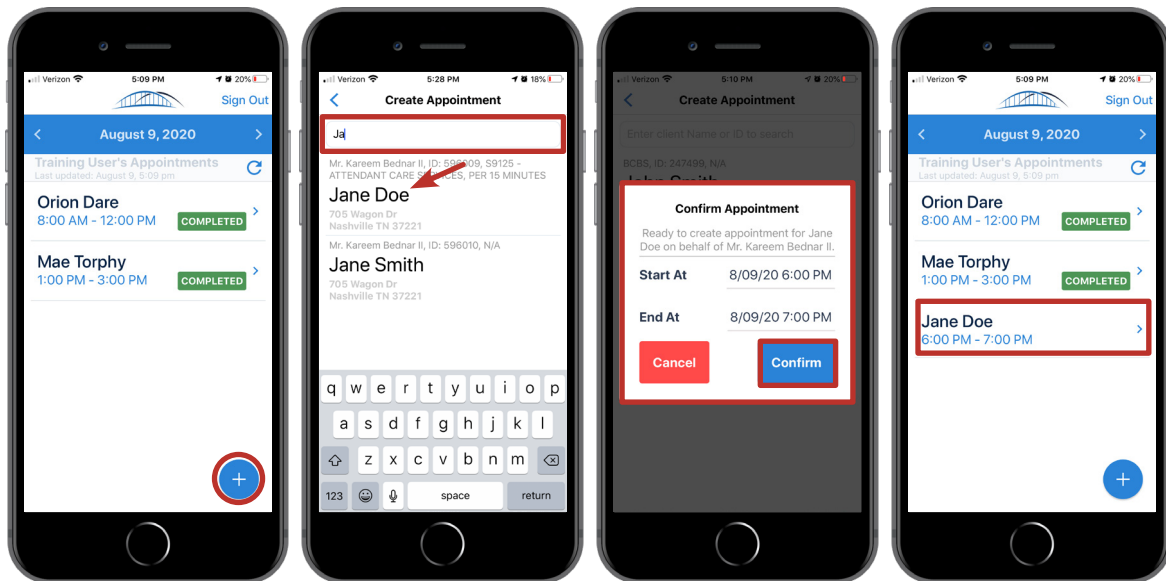 Verizon 5:09 PM 20%
Sign Out
August 9, 2020
Training User's Appointments
Last updated: August 9, 5:09 pm
Orion Dare
8:00 AM - 12:00 PM COMPLETED
Mae Torphy
1:00 PM - 3:00 PM COMPLETED
+
Verizon 5:28 PM 18%
Create Appointment
Ja
Mr. Kareem Bednar II, ID: 596009, S9125 -
ATTENDANT CARE SERVICES, PER 15 MINUTES
Jane Doe
705 Wagon Dr
Nashville TN 37221
Mr. Kareem Bednar II, ID: 596010, N/A
Jane Smith
705 Wagon Dr
Nashville TN 37221
q w e r t y u i o p
a s d f g h j k l
z x c v b n m
123 space return
Verizon 5:10 PM 20%
Create Appointment
Enter client Name or ID to search
BCBS, ID: 247499, N/A
John Smith
Confirm Appointment
Ready to create appointment for Jane
Doe on behalf of Mr. Kareem Bednar II.
Start At 8/09/20 6:00 PM
End At 8/09/20 7:00 PM
Cancel Confirm
Verizon 5:09 PM 20%
Sign Out
August 9, 2020
Training User's Appointments
Last updated: August 9, 5:09 pm
Orion Dare
8:00 AM - 12:00 PM COMPLETED
Mae Torphy
1:00 PM - 3:00 PM COMPLETED
Jane Doe
6:00 PM - 7:00 PM
+